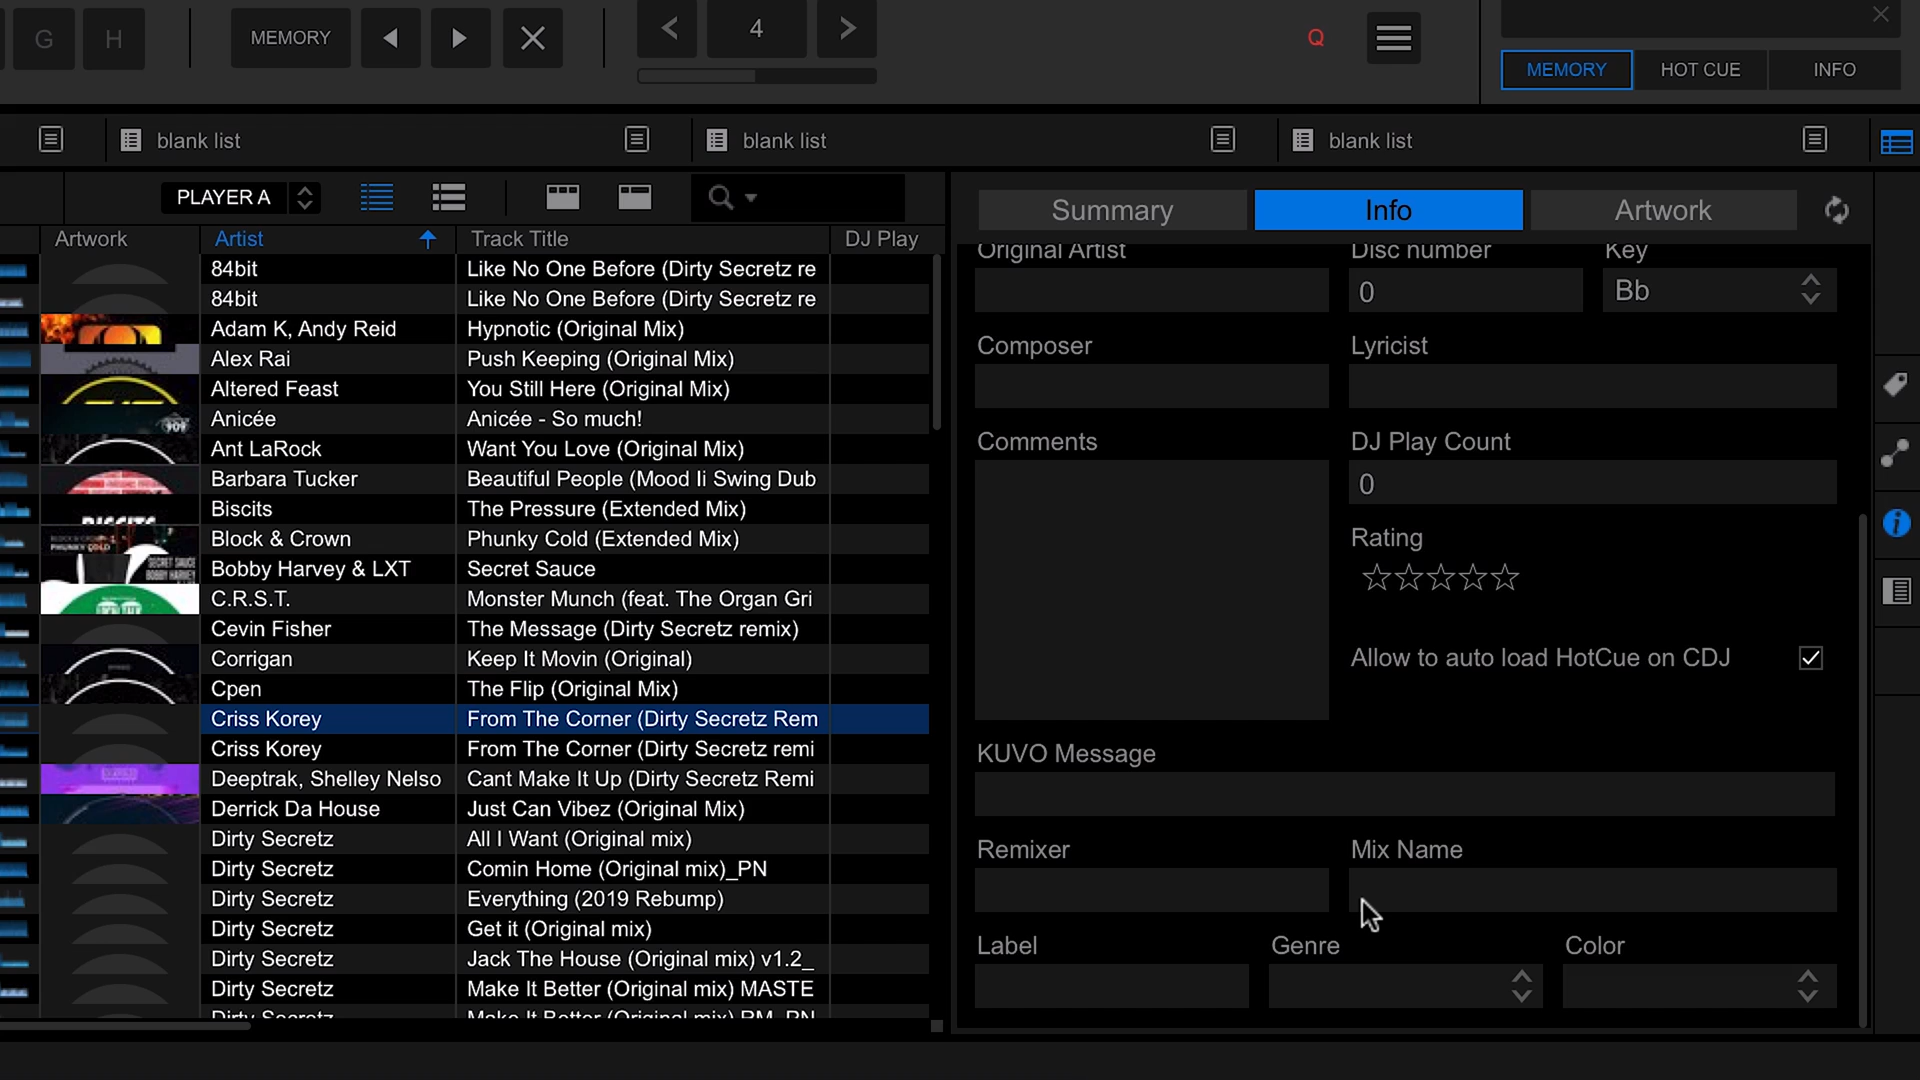 G H MEMORY 4 Q
MEMORY HOT CUE INFO
blank list blank list blank list
PLAYER A
Summary Info Artwork
Artwork Artist Track Title DJ Play
84bit Like No One Before (Dirty Secretz re
84bit Like No One Before (Dirty Secretz re
Adam K, Andy Reid Hypnotic (Original Mix)
Alex Rai Push Keeping (Original Mix)
Altered Feast You Still Here (Original Mix)
Anicée Anicée - So much!
Ant LaRock Want You Love (Original Mix)
Barbara Tucker Beautiful People (Mood Ii Swing Dub
Biscits The Pressure (Extended Mix)
Block & Crown Phunky Cold (Extended Mix)
Bobby Harvey & LXT Secret Sauce
C.R.S.T. Monster Munch (feat. The Organ Gri
Cevin Fisher The Message (Dirty Secretz remix)
Corrigan Keep It Movin (Original)
Cpen The Flip (Original Mix)
Criss Korey From The Corner (Dirty Secretz Rem
Criss Korey From The Corner (Dirty Secretz remi
Deeptrak, Shelley Nelso Cant Make It Up (Dirty Secretz Remi
Derrick Da House Just Can Vibez (Original Mix)
Dirty Secretz All I Want (Original mix)
Dirty Secretz Comin Home (Original mix)_PN
Dirty Secretz Everything (2019 Rebump)
Dirty Secretz Get it (Original mix)
Dirty Secretz Jack The House (Original mix) v1.2_
Dirty Secretz Make It Better (Original mix) MASTE
Dirty Secretz Make It Better (Original mix) RM_PN
Original Artist Disc number Key
0 Bb
Composer Lyricist
Comments DJ Play Count
0
Rating
Allow to auto load HotCue on CDJ
KUVO Message
Remixer Mix Name
Label Genre Color